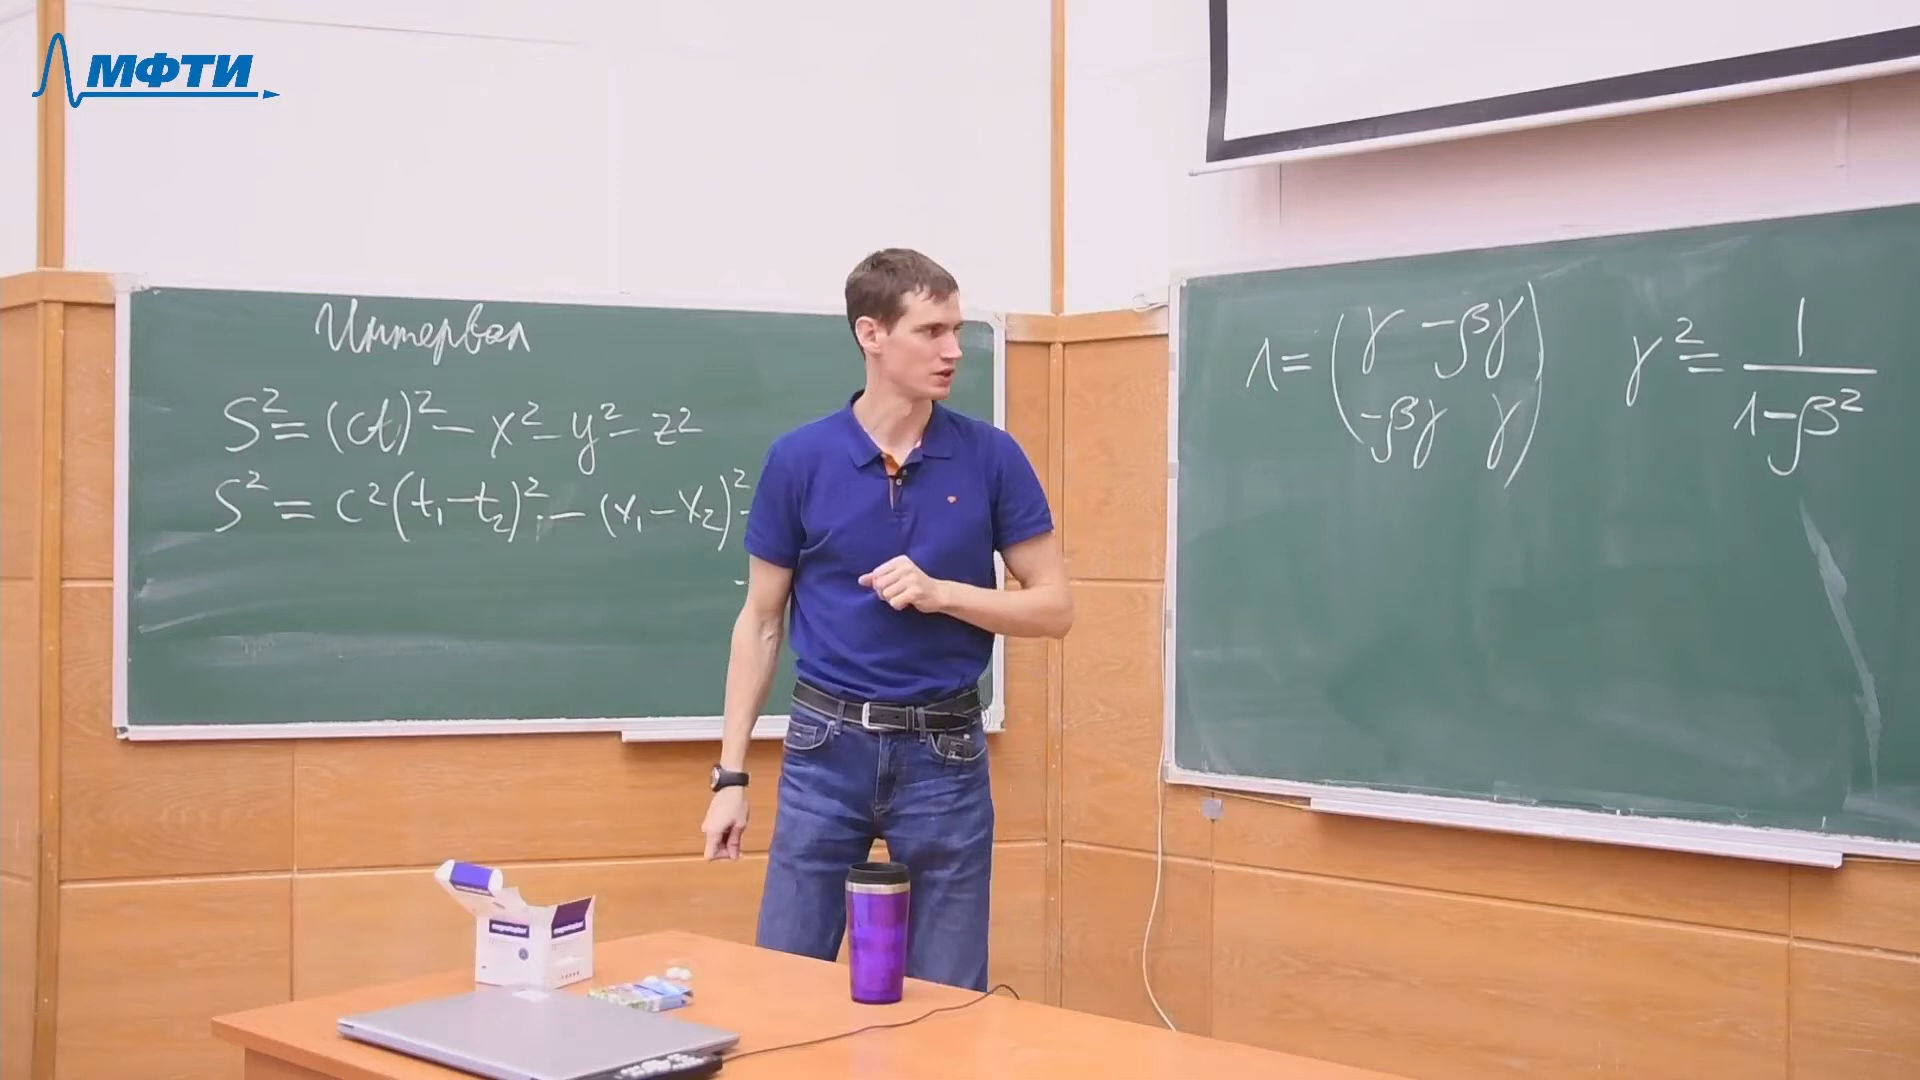 МФТИ
Интервал
S² = (ct)² - x² - y² - z²
S² = c²(t₁ - t₂)² - (x₁ - x₂)² -
-
Λ = (γ -βγ
-βγ γ)
γ² = 1
1-β²